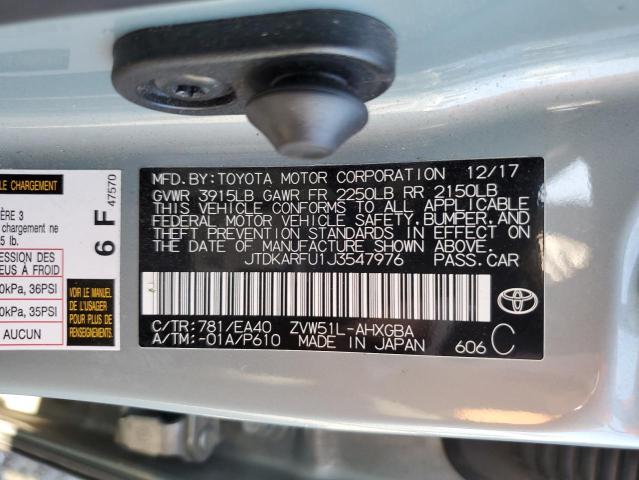 LE CHARGEMENT
47570
6 F
ÈRE 3
chargement ne
5 lb.
ESSION DES
EUS À FROID
0kPa, 36PSI
0kPa, 35PSI
AUCUN
VOIR LE MANUEL
DE L'USAGER
POUR PLUS DE
RENSEIGNEMENTS
MFD. BY: TOYOTA MOTOR CORPORATION 12/17
GVWR 3915LB GAWR FR 2250LB RR 2150LB
THIS VEHICLE CONFORMS TO ALL APPLICABLE
FEDERAL MOTOR VEHICLE SAFETY, BUMPER, AND
THEFT PREVENTION STANDARDS IN EFFECT ON THE
DATE OF MANUFACTURE SHOWN ABOVE.
JTDKARFU1J3547976 PASS.CAR
C/TR: 781/EA40 ZVW51L-AHXGBA
A/TM:-01A/P610 MADE IN JAPAN 606 C